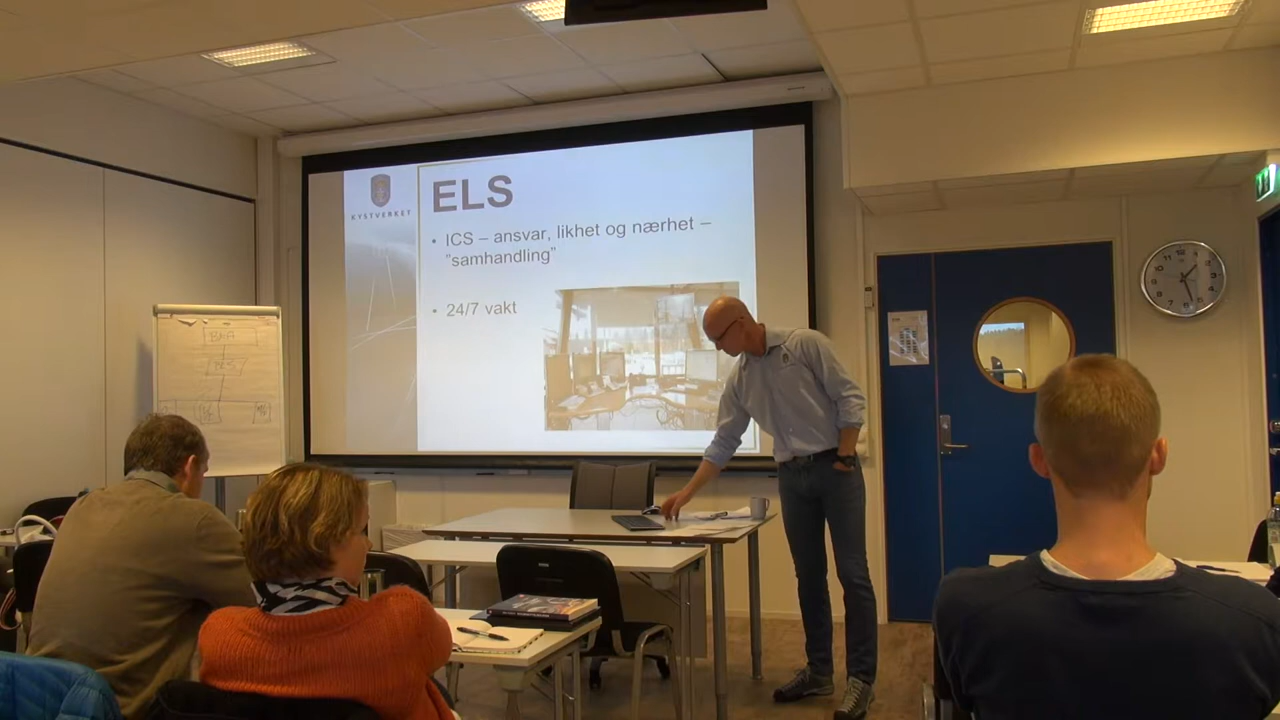 KYSTVERKET
ELS
• ICS – ansvar, likhet og nærhet –
"samhandling"
• 24/7 vakt